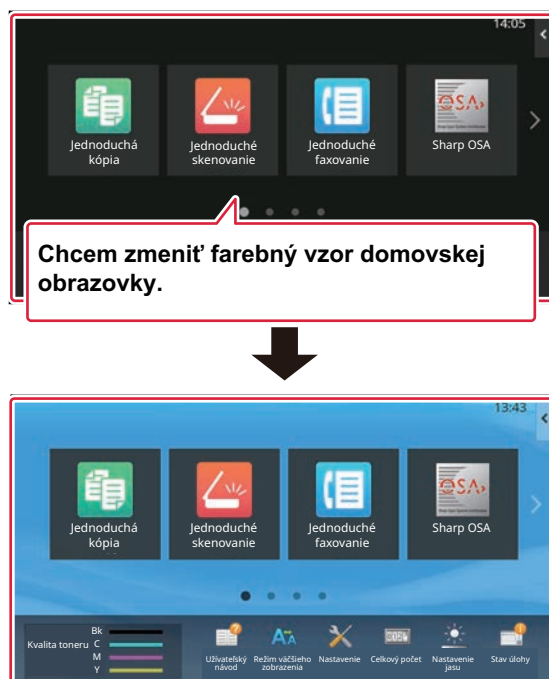 14:05
Jednoduchá
kópia
Jednoduché
skenovanie
Jednoduché
faxovanie
Sharp OSA
Chcem zmeniť farebný vzor domovskej
obrazovky.
13:43
Jednoduchá
kópia
Jednoduché
skenovanie
Jednoduché
faxovanie
Sharp OSA
Kvalita toneru
Bk
C
M
Y
Užívateľský
návod
Režim väčšieho
zobrazenia
Nastavenie
Celkový počet
Nastavenie
jasu
Stav úlohy